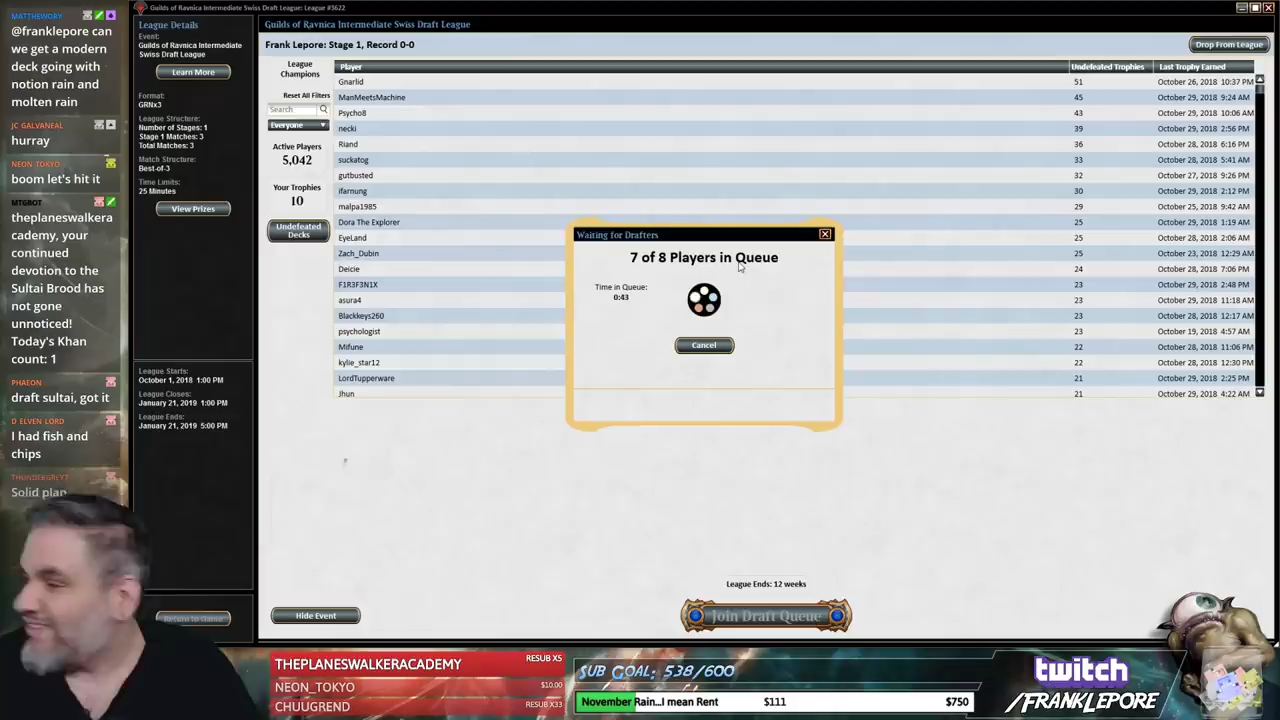 MATTHEWORY
@franklepore can
we get a modern
deck going with
notion rain and
molten rain
JC GALVANEAL
hurray
NEON_TOKYO
boom let's hit it
MTGBOT
theplaneswalkera
cademy, your
continued
devotion to the
Sultai Brood has
not gone
unnoticed!
Today's Khan
count: 1
PHAEON
draft sultai, got it
D ELVEN LORD
I had fish and
chips
THUNDERGREY7
Solid plan
Guilds of Ravnica Intermediate Swiss Draft League: League #3622
League Details
Event:
Guilds of Ravnica Intermediate
Swiss Draft League
Learn More
Format:
GRNx3
League Structure:
Number of Stages: 1
Stage 1 Matches: 3
Total Matches: 3
Match Structure:
Best-of-3
Time Limits:
25 Minutes
View Prizes
League Starts:
October 1, 2018 1:00 PM
League Closes:
January 21, 2019 1:00 PM
League Ends:
January 21, 2019 5:00 PM
Return to Game
Guilds of Ravnica Intermediate Swiss Draft League
Frank Lepore: Stage 1, Record 0-0
Drop From League
League
Champions
Reset All Filters
Search
Everyone
Active Players
5,042
Your Trophies
10
Undefeated
Decks
Player Undefeated Trophies Last Trophy Earned
Gnarlid 51 October 26, 2018 10:37 PM
ManMeetsMachine 45 October 29, 2018 9:24 AM
Psycho8 43 October 29, 2018 10:06 AM
necki 39 October 29, 2018 2:56 PM
Riand 36 October 28, 2018 6:16 PM
suckatog 33 October 28, 2018 5:41 AM
gutbusted 32 October 27, 2018 9:26 PM
ifarnung 30 October 29, 2018 2:12 PM
malpa1985 29 October 25, 2018 9:42 AM
Dora The Explorer 25 October 29, 2018 1:19 AM
EyeLand 25 October 28, 2018 2:06 AM
Zach_Dubin 25 October 23, 2018 12:29 AM
Deicie 24 October 28, 2018 7:06 PM
F1R3F3N1X 23 October 29, 2018 2:48 PM
asura4 23 October 29, 2018 11:18 AM
Blackkeys260 23 October 28, 2018 12:17 AM
psychologist 23 October 19, 2018 4:57 AM
Mifune 22 October 28, 2018 11:06 PM
kylie_star12 22 October 28, 2018 12:30 PM
LordTupperware 21 October 29, 2018 2:25 PM
Jhun 21 October 29, 2018 4:22 AM
Waiting for Drafters
7 of 8 Players in Queue
Time in Queue:
0:43
Cancel
League Ends: 12 weeks
Hide Event
Join Draft Queue
THEPLANESWALKERACADEMY RESUB X5
NEON_TOKYO $10.00
CHUUGREND RESUB X33
SUB GOAL: 538/600
November Rain...I mean Rent $111 $750
twitch
/FRANKLEPORE